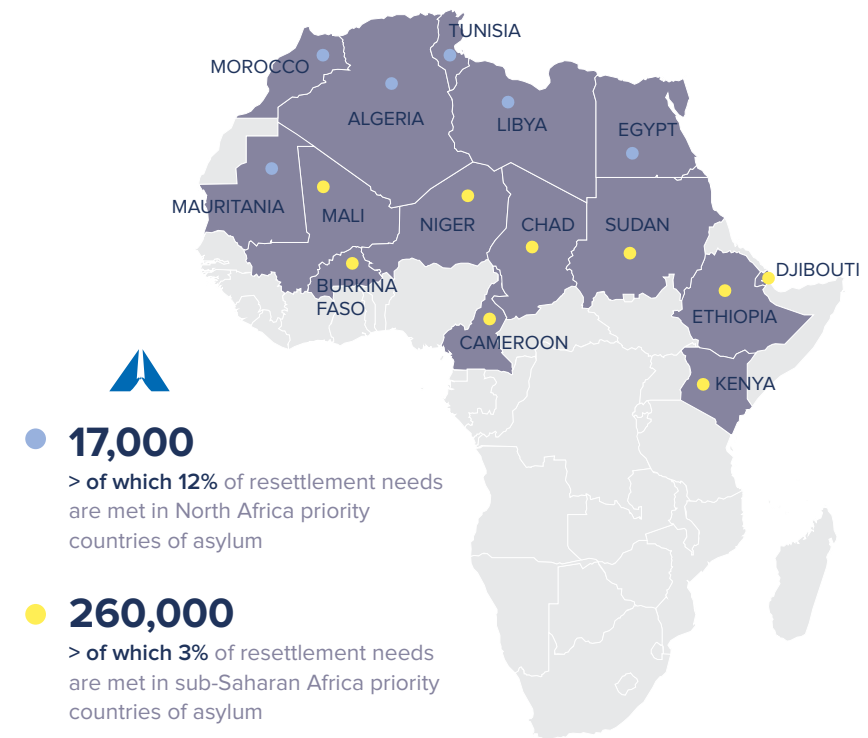 TUNISIA
MOROCCO
ALGERIA
LIBYA
EGYPT
MAURITANIA
MALI
NIGER
CHAD
SUDAN
DJIBOUTI
BURKINA
FASO
ETHIOPIA
CAMEROON
KENYA
17,000
> of which 12% of resettlement needs
are met in North Africa priority
countries of asylum
260,000
> of which 3% of resettlement needs
are met in sub-Saharan Africa priority
countries of asylum